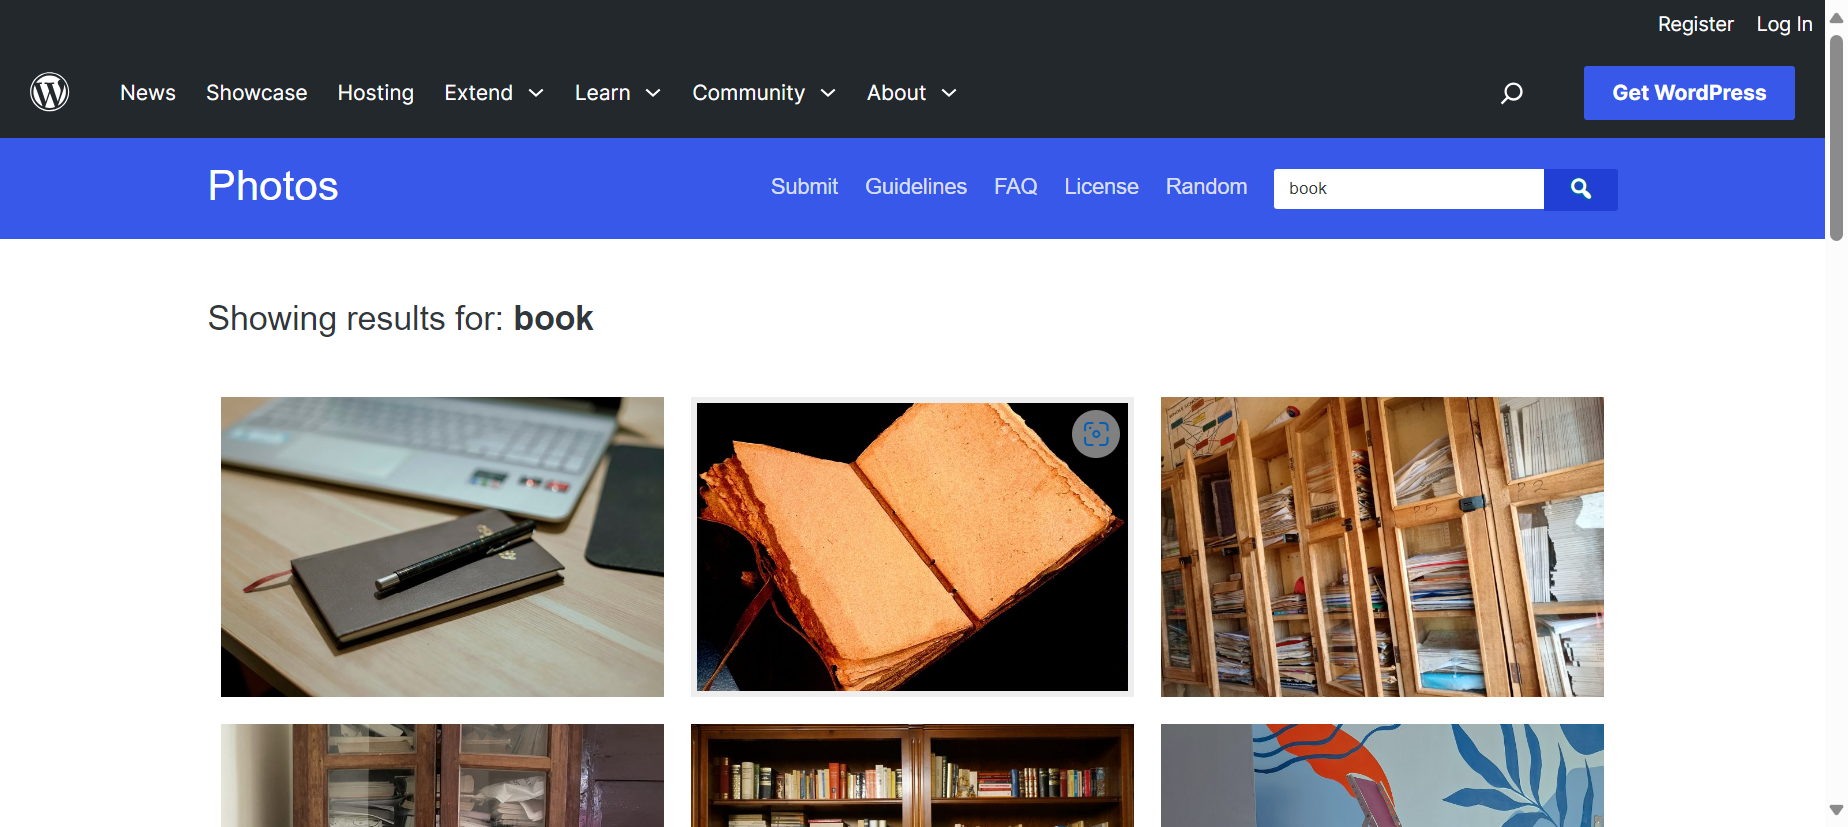 Register Log In
News Showcase Hosting Extend Learn Community About Get WordPress
Photos Submit Guidelines FAQ License Random book
Showing results for: book